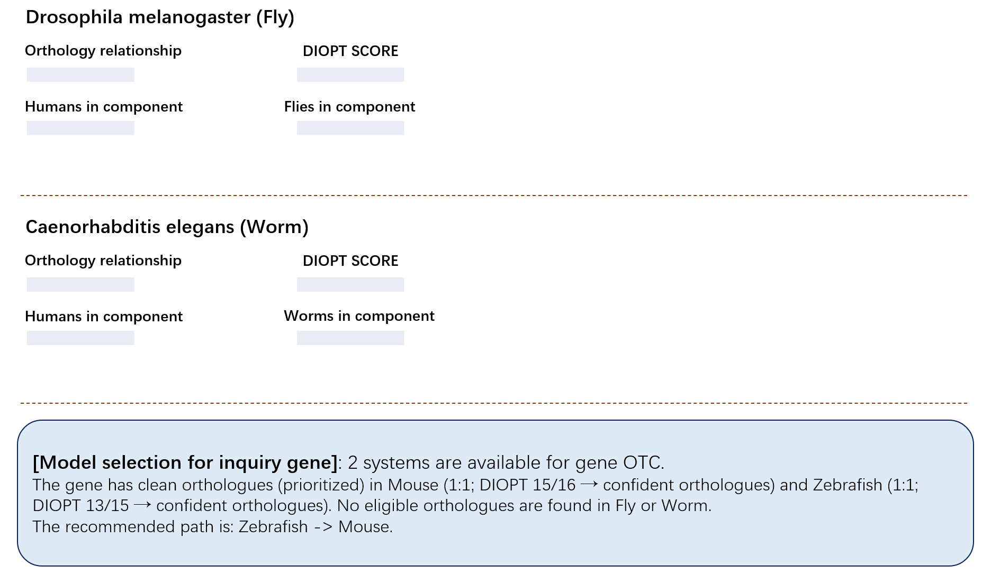 Drosophila melanogaster (Fly)
Orthology relationship
DIOPT SCORE
Humans in component
Flies in component
Caenorhabditis elegans (Worm)
Orthology relationship
DIOPT SCORE
Humans in component
Worms in component
[Model selection for inquiry gene]: 2 systems are available for gene OTC.
The gene has clean orthologues (prioritized) in Mouse (1:1; DIOPT 15/16 → confident orthologues) and Zebrafish (1:1;
DIOPT 13/15 → confident orthologues). No eligible orthologues are found in Fly or Worm.
The recommended path is: Zebrafish -> Mouse.